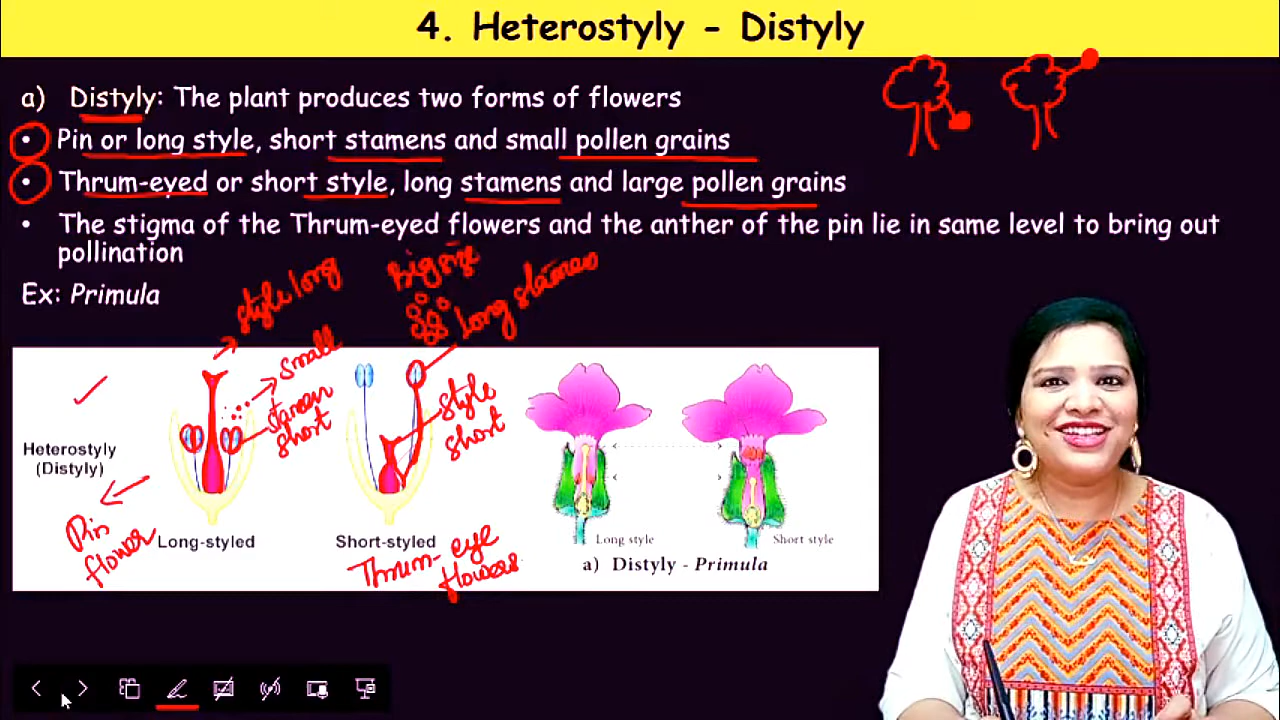 4. Heterostyly - Distyly
a) Distyly: The plant produces two forms of flowers
• Pin or long style, short stamens and small pollen grains
• Thrum-eyed or short style, long stamens and large pollen grains
• The stigma of the Thrum-eyed flowers and the anther of the pin lie in same level to bring out
pollination
Ex: Primula
style long
Big size
long stamens
small
stamen
short
style
short
Heterostyly
(Distyly)
Pin
flower
Long-styled
Short-styled
Thrum-eye
flowers
Long style
Short style
a) Distyly - Primula